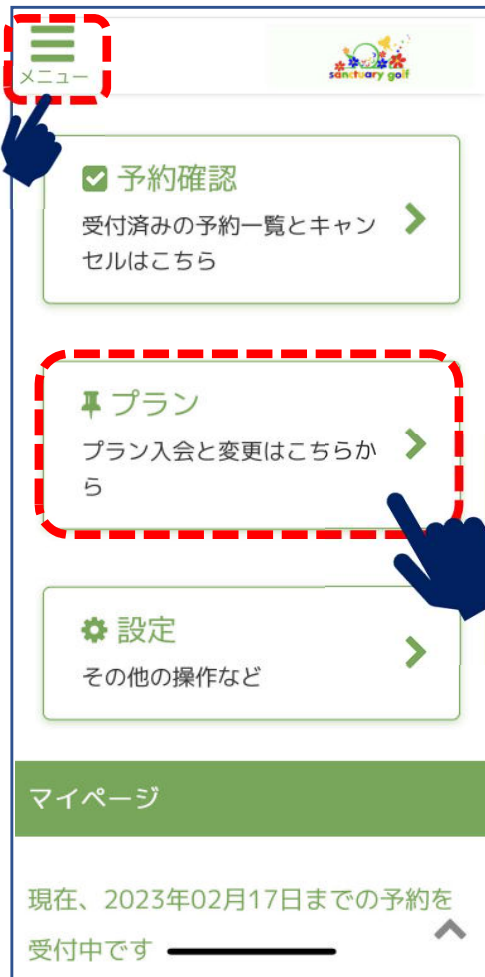 メニュー
sanctuary golf
予約確認
受付済みの予約一覧とキャン
セルはこちら
プラン
プラン入会と変更はこちらか
ら
設定
その他の操作など
マイページ
現在、2023年02月17日までの予約を
受付中です